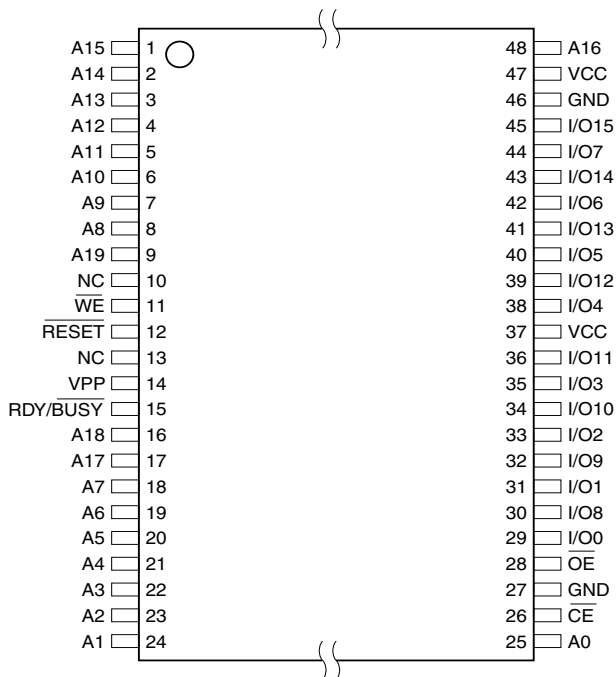 A15 1 48 A16
A14 2 47 VCC
A13 3 46 GND
A12 4 45 I/O15
A11 5 44 I/O7
A10 6 43 I/O14
A9 7 42 I/O6
A8 8 41 I/O13
A19 9 40 I/O5
NC 10 39 I/O12
WE 11 38 I/O4
RESET 12 37 VCC
NC 13 36 I/O11
VPP 14 35 I/O3
RDY/BUSY 15 34 I/O10
A18 16 33 I/O2
A17 17 32 I/O9
A7 18 31 I/O1
A6 19 30 I/O8
A5 20 29 I/O0
A4 21 28 OE
A3 22 27 GND
A2 23 26 CE
A1 24 25 A0